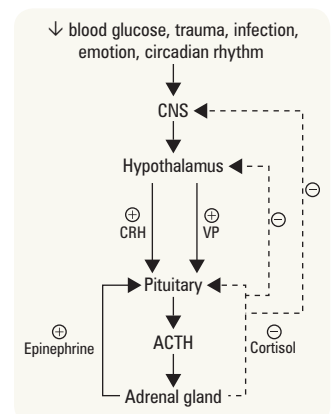 ↓ blood glucose, trauma, infection,
emotion, circadian rhythm
CNS
⊖
Hypothalamus
⊖
⊕
CRH
⊕
VP
Pituitary
⊕
Epinephrine
ACTH
⊖
Cortisol
Adrenal gland